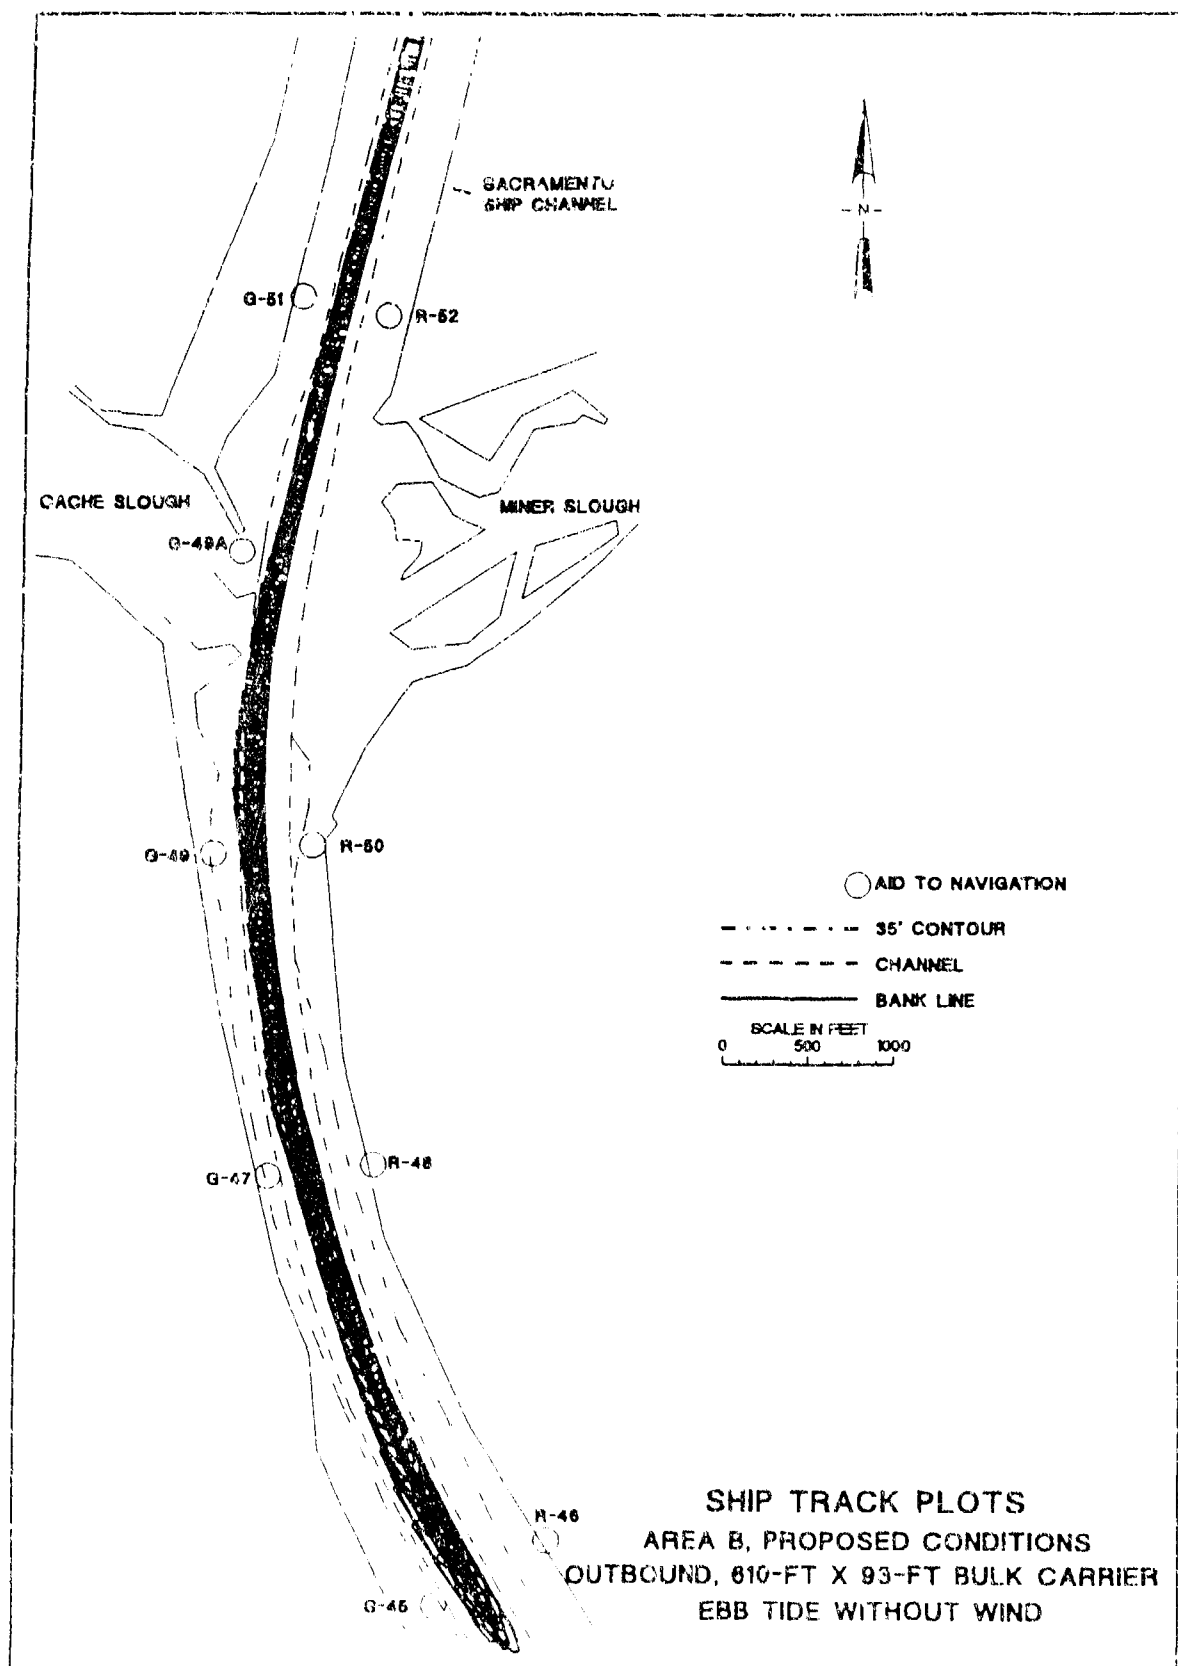 SACRAMENTO
SHIP CHANNEL
- N -
G-51
R-52
CACHE SLOUGH
MINER SLOUGH
G-49A
G-49
R-50
AID TO NAVIGATION
35' CONTOUR
CHANNEL
BANK LINE
SCALE IN FEET
0 500 1000
G-47
R-48
R-46
G-45
SHIP TRACK PLOTS
AREA B, PROPOSED CONDITIONS
OUTBOUND, 610-FT X 93-FT BULK CARRIER
EBB TIDE WITHOUT WIND